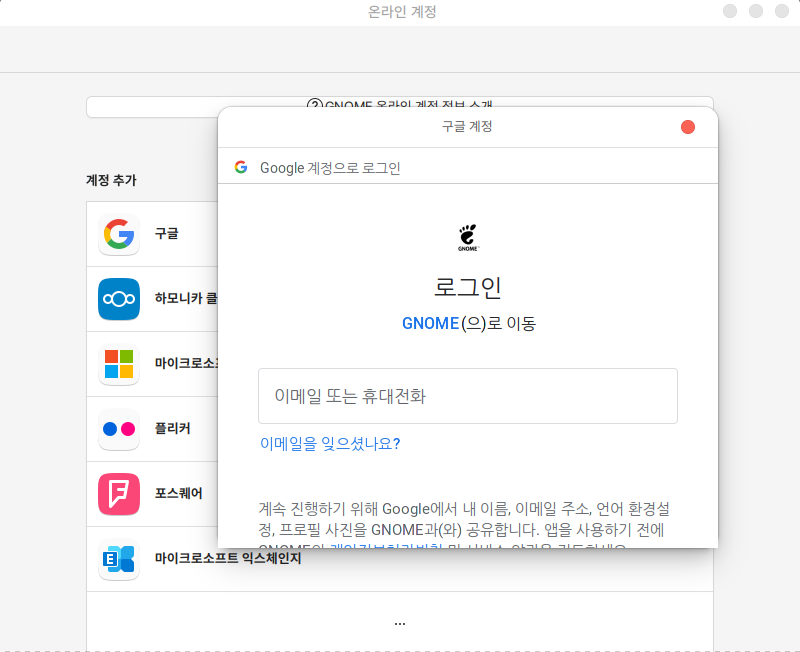 온라인 계정
GNOME 온라인 계정 정보 소개
구글 계정
Google 계정으로 로그인
계정 추가
GNOME
로그인
GNOME(으)로 이동
이메일 또는 휴대전화
이메일을 잊으셨나요?
계속 진행하기 위해 Google에서 내 이름, 이메일 주소, 언어 환경설
정, 프로필 사진을 GNOME과(와) 공유합니다. 앱을 사용하기 전에
구글
하모니카 클
마이크로소
플리커
포스퀘어
E
마이크로소프트 익스체인지
...